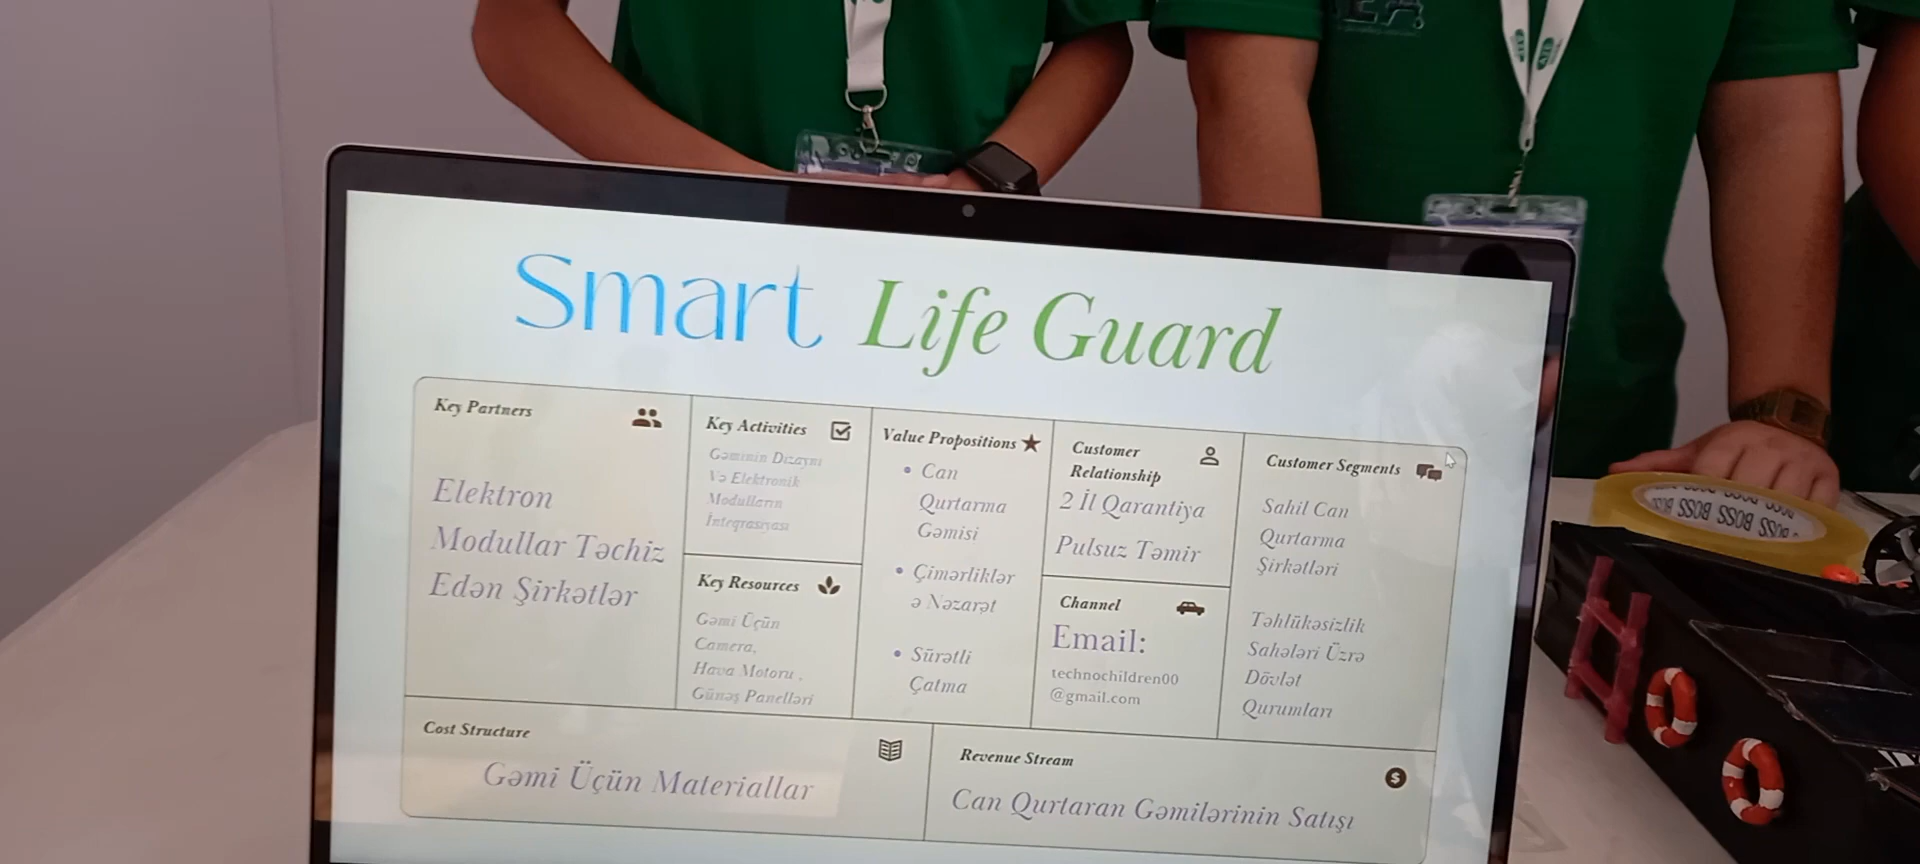 Smart Life Guard
Key Partners
Elektron
Modullar Təchiz
Edən Şirkətlər
Key Activities
Gəminin Dizaynı
Və Elektronik
Modulların
İnteqrasiyası
Key Resources
Gəmi Üçün
Camera,
Hava Motoru ,
Günəş Panelləri
Value Propositions
• Can
Qurtarma
Gəmisi
• Çimərliklər
ə Nəzarət
• Sürətli
Çatma
Customer
Relationship
2 İl Qarantiya
Pulsuz Təmir
Channel
Email:
technochildren00
@gmail.com
Customer Segments
Sahil Can
Qurtarma
Şirkətləri
Təhlükəsizlik
Sahələri Üzrə
Dövlət
Qurumları
Cost Structure
Gəmi Üçün Materiallar
Revenue Stream
Can Qurtaran Gəmilərinin Satışı
BOSS BOSS BOSS